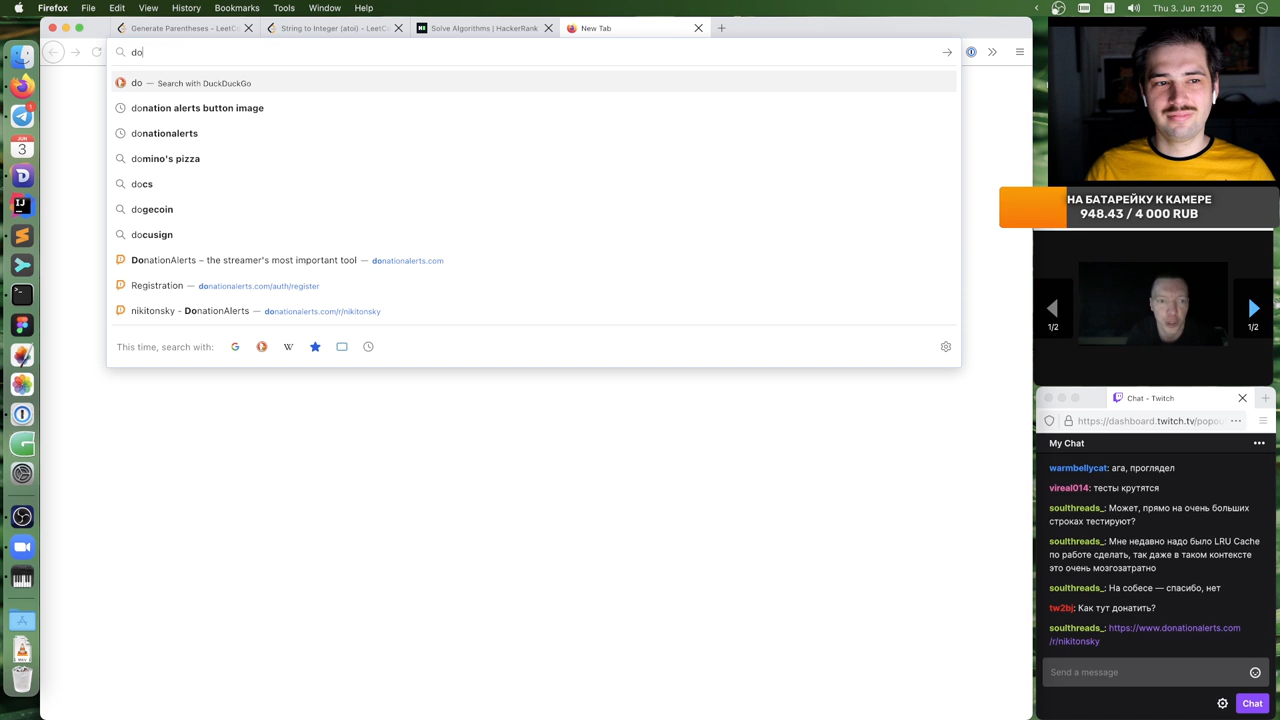 Firefox File Edit View History Bookmarks Tools Window Help
Generate Parentheses - LeetC
String to Integer (atoi) - LeetC
Solve Algorithms | HackerRank
New Tab
do
do — Search with DuckDuckGo
donation alerts button image
donationalerts
domino's pizza
docs
dogecoin
docusign
DonationAlerts – the streamer's most important tool — donationalerts.com
Registration — donationalerts.com/auth/register
nikitonsky - DonationAlerts — donationalerts.com/r/nikitonsky
This time, search with:
JUN
3
1
НА БАТАРЕЙКУ К КАМЕРЕ
948.43 / 4 000 RUB
1/2
1/2
Chat - Twitch
https://dashboard.twitch.tv/popou
My Chat
warmbellycat: ага, проглядел
vireal014: тесты крутятся
soulthreads_: Может, прямо на очень больших
строках тестируют?
soulthreads_: Мне недавно надо было LRU Cache
по работе сделать, так даже в таком контексте
это очень мозгозатратно
soulthreads_: На собесе — спасибо, нет
tw2bj: Как тут донатить?
soulthreads_: https://www.donationalerts.com
/r/nikitonsky
Send a message
Chat